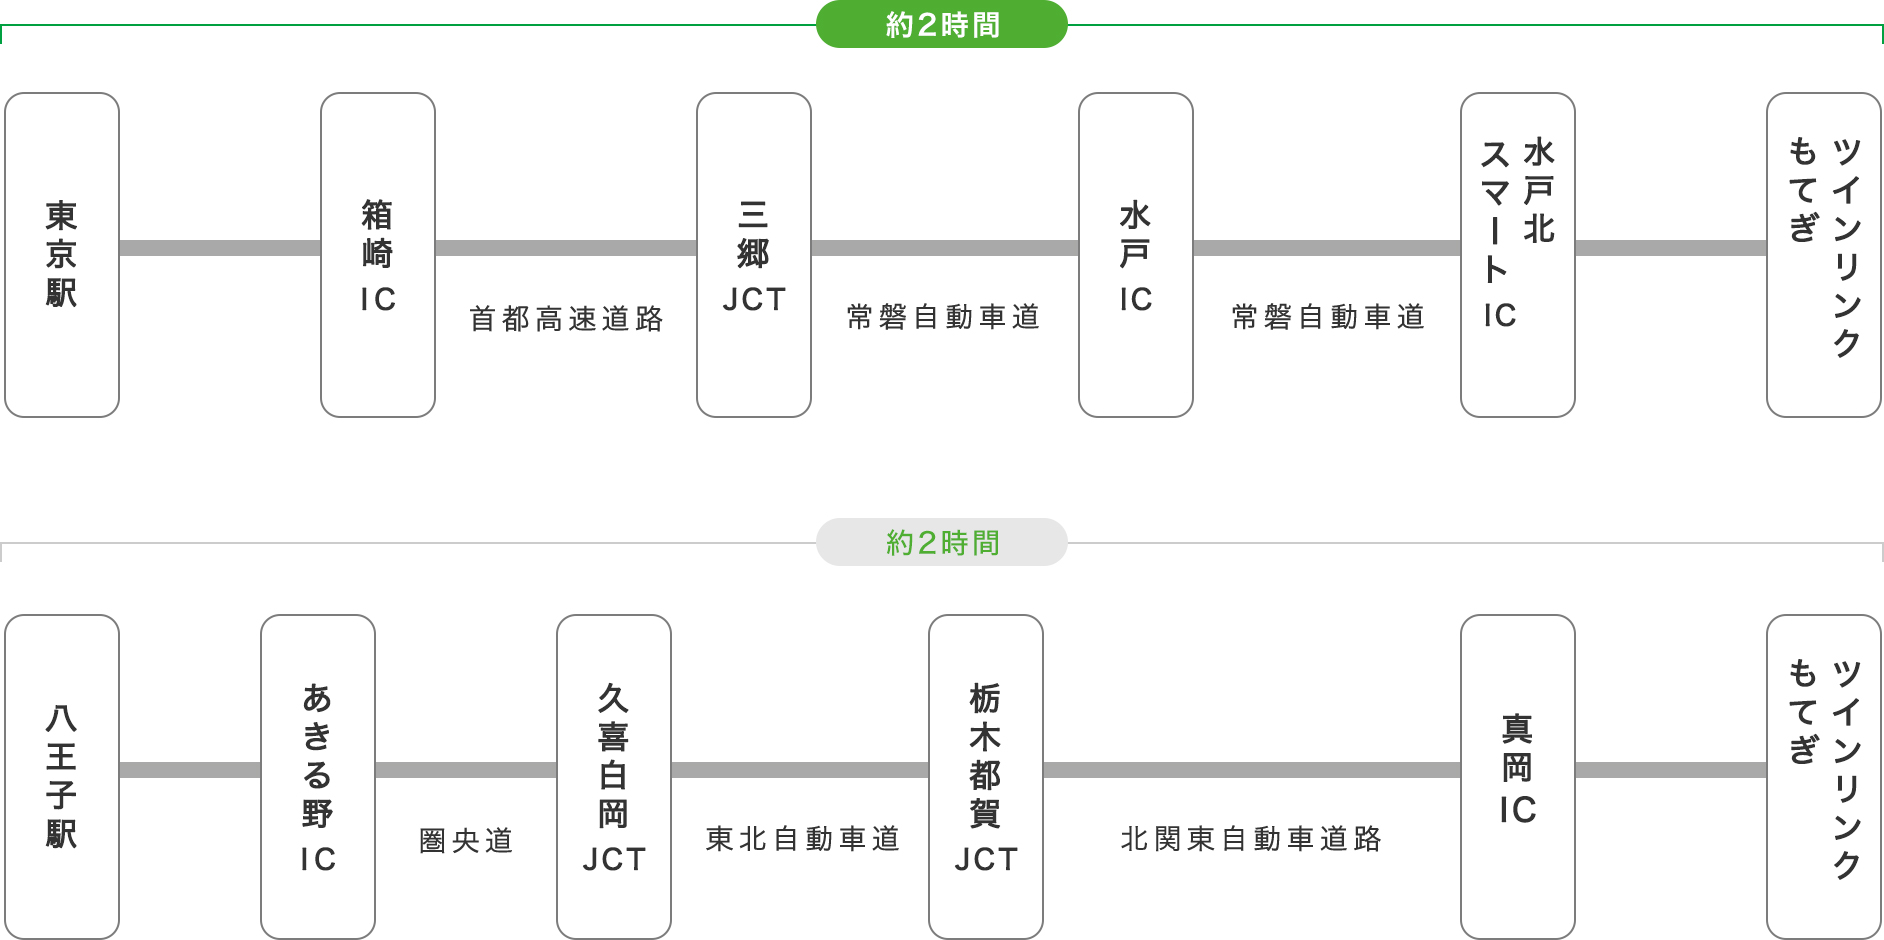 約2時間
東京駅
箱崎IC
首都高速道路
三郷JCT
常磐自動車道
水戸IC
常磐自動車道
水戸北
スマートIC
ツインリンク
もてぎ
約2時間
八王子駅
あきる野IC
圏央道
久喜白岡JCT
東北自動車道
栃木都賀JCT
北関東自動車道路
真岡IC
ツインリンク
もてぎ